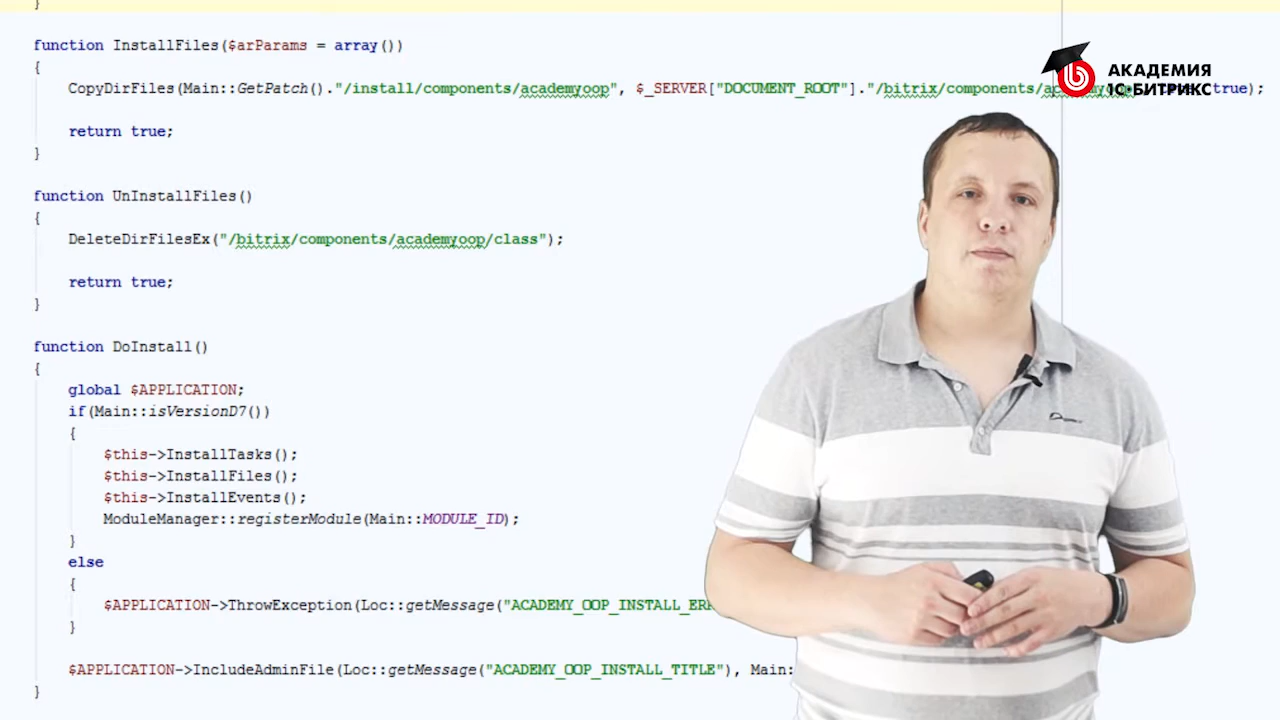 }
function InstallFiles($arParams = array())
{
CopyDirFiles(Main::GetPatch()."/install/components/academyoop", $_SERVER["DOCUMENT_ROOT"]."/bitrix/components/ true);
return true;
}
function UnInstallFiles()
{
DeleteDirFilesEx("/bitrix/components/academyoop/class");
return true;
}
function DoInstall()
{
global $APPLICATION;
if(Main::isVersionD7())
{
$this->InstallTasks();
$this->InstallFiles();
$this->InstallEvents();
ModuleManager::registerModule(Main::MODULE_ID);
}
else
{
$APPLICATION->ThrowException(Loc::getMessage("ACADEMY_OOP_INSTALL_ER
}
$APPLICATION->IncludeAdminFile(Loc::getMessage("ACADEMY_OOP_INSTALL_TITLE"), Main:
}
АКАДЕМИЯ
1С-БИТРИКС